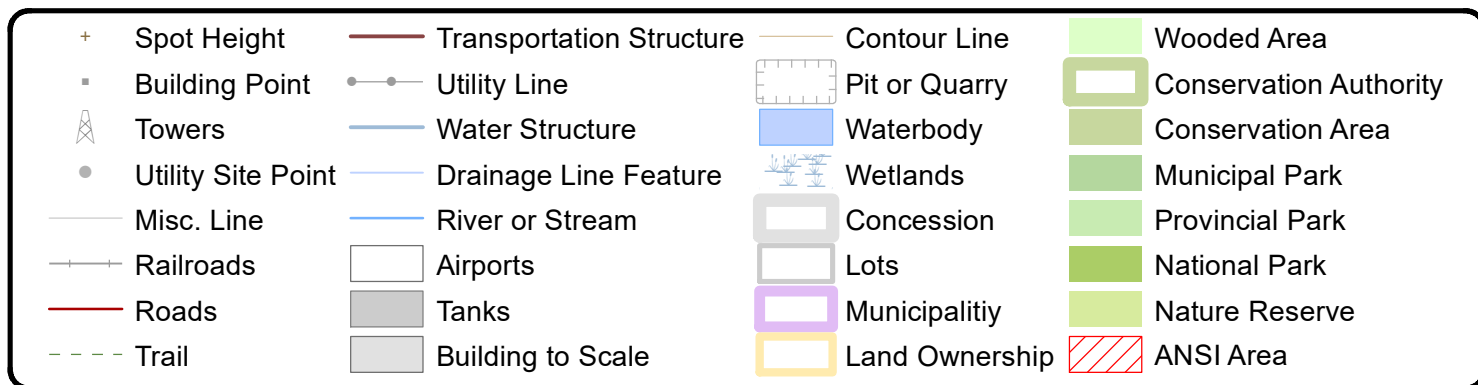 Spot Height
Building Point
Towers
Utility Site Point
Misc. Line
Railroads
Roads
Trail
Transportation Structure
Utility Line
Water Structure
Drainage Line Feature
River or Stream
Airports
Tanks
Building to Scale
Contour Line
Pit or Quarry
Waterbody
Wetlands
Concession
Lots
Municipalitiy
Land Ownership
Wooded Area
Conservation Authority
Conservation Area
Municipal Park
Provincial Park
National Park
Nature Reserve
ANSI Area